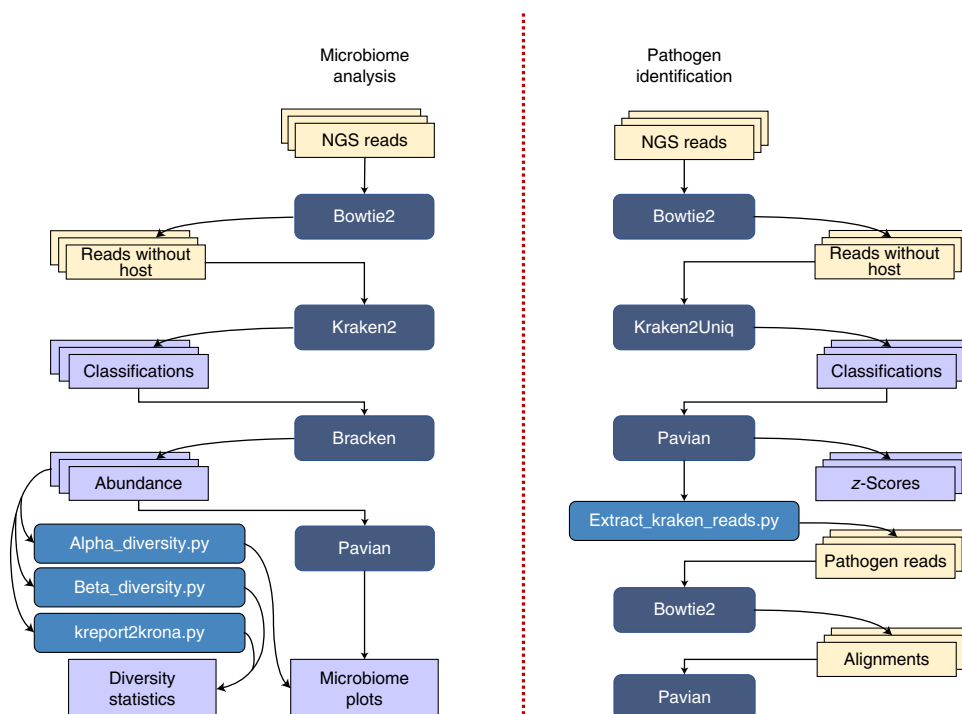 Microbiome
analysis
NGS reads
Bowtie2
Reads without
host
Kraken2
Classifications
Bracken
Abundance
Alpha_diversity.py
Pavian
Beta_diversity.py
kreport2krona.py
Diversity
statistics
Microbiome
plots
Pathogen
identification
NGS reads
Bowtie2
Reads without
host
Kraken2Uniq
Classifications
Pavian
z-Scores
Extract_kraken_reads.py
Pathogen reads
Bowtie2
Alignments
Pavian